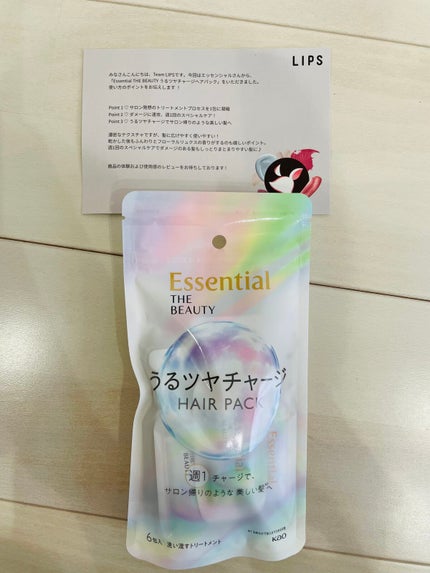 LIPS
みなさんこんにちは、Team LIPSです。今回はエッセンシャルさんから、
「Essential THE BEAUTY うるツヤチャージヘアパック」をいただきました。
使い方のポイントをお伝えします！
Point 1 ♡ サロン発想のトリートメントプロセスを1包に凝縮
Point 2 ♡ ダメージに速攻、週1回のスペシャルケア！
Point 3 ♡ うるツヤチャージでサロン帰りのような美しい髪へ
濃密なテクスチャですが、髪に広げやすく使いやすい！
乾かした後もふんわりとフローラルリュクスの香りがするのも嬉しいポイント。
週1回のスペシャルケアでダメージのある髪もしっとりまとまりやすい髪に♪
商品の体験および使用感のレビューをお待ちしております！
Essential
THE
BEAUTY
うるツヤチャージ
HAIR PACK
Essential
週1 チャージで、
サロン帰りのような 美しい髪へ
6包入 洗い流すトリートメント
Kao